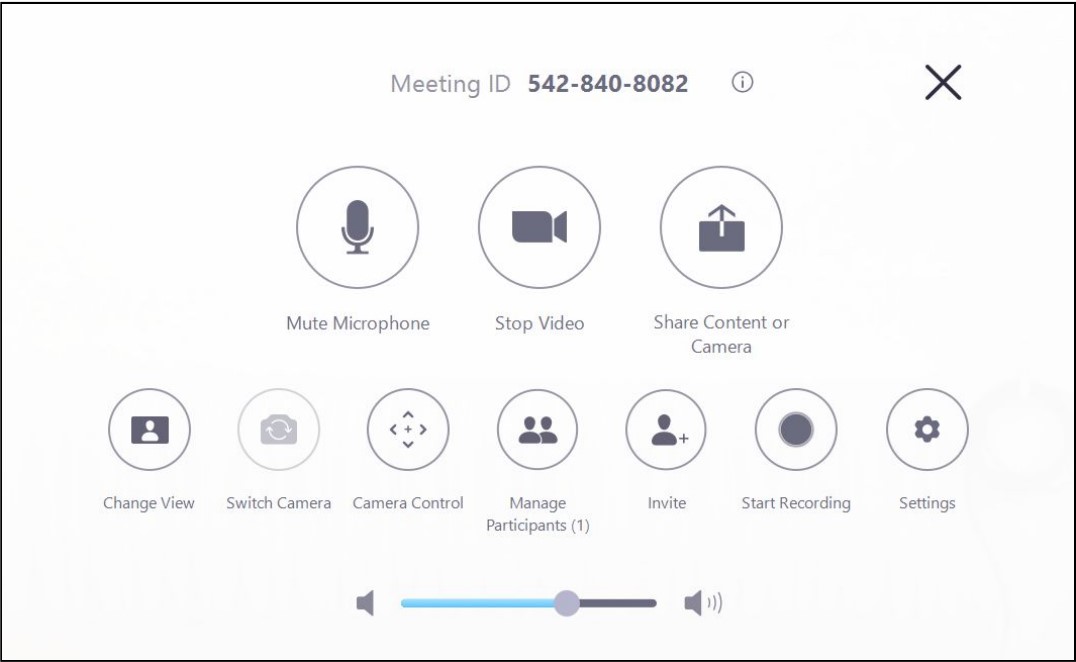 Meeting ID 542-840-8082
Mute Microphone
Stop Video
Share Content or
Camera
Change View
Switch Camera
Camera Control
Manage
Participants (1)
Invite
Start Recording
Settings